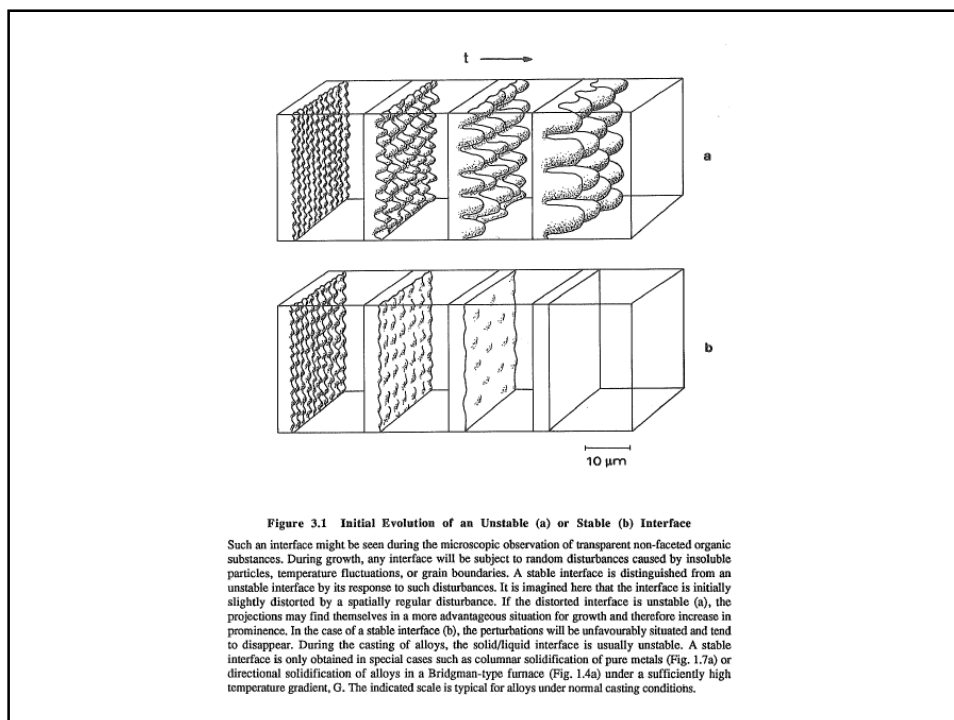 t
a
b
10 μm
Figure 3.1 Initial Evolution of an Unstable (a) or Stable (b) Interface
Such an interface might be seen during the microscopic observation of transparent non-faceted organic
substances. During growth, any interface will be subject to random disturbances caused by insoluble
particles, temperature fluctuations, or grain boundaries. A stable interface is distinguished from an
unstable interface by its response to such disturbances. It is imagined here that the interface is initially
slightly distorted by a spatially regular disturbance. If the distorted interface is unstable (a), the
projections may find themselves in a more advantageous situation for growth and therefore increase in
prominence. In the case of a stable interface (b), the perturbations will be unfavourably situated and tend
to disappear. During the casting of alloys, the solid/liquid interface is usually unstable. A stable
interface is only obtained in special cases such as columnar solidification of pure metals (Fig. 1.7a) or
directional solidification of alloys in a Bridgman-type furnace (Fig. 1.4a) under a sufficiently high
temperature gradient, G. The indicated scale is typical for alloys under normal casting conditions.